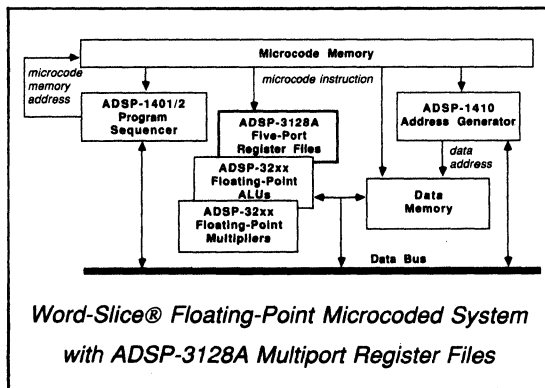 Microcode Memory
microcode
memory
address
microcode instruction
ADSP-1401/2
Program
Sequencer
ADSP-3128A
Five-Port
Register Files
ADSP-1410
Address Generator
ADSP-32xx
Floating-Point
ALUs
data
address
ADSP-32xx
Floating-Point
Multipliers
Data
Memory
Data Bus
Word-Slice® Floating-Point Microcoded System
with ADSP-3128A Multiport Register Files